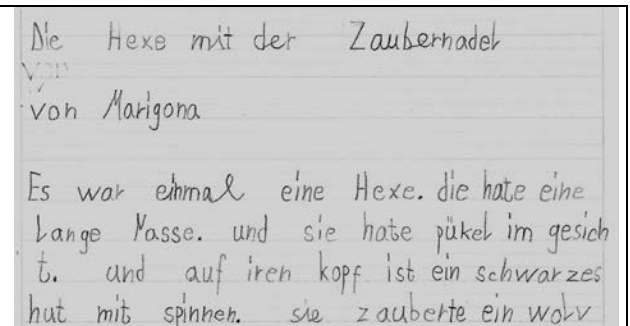 Die Hexe mit der Zaubernadel
von
von Marigona
Es war einmal eine Hexe. die hate eine
Lange Nasse. und sie hate pükel im gesich
t. und auf iren kopf ist ein schwarzes
hut mit spinnen. sie zauberte ein wolv